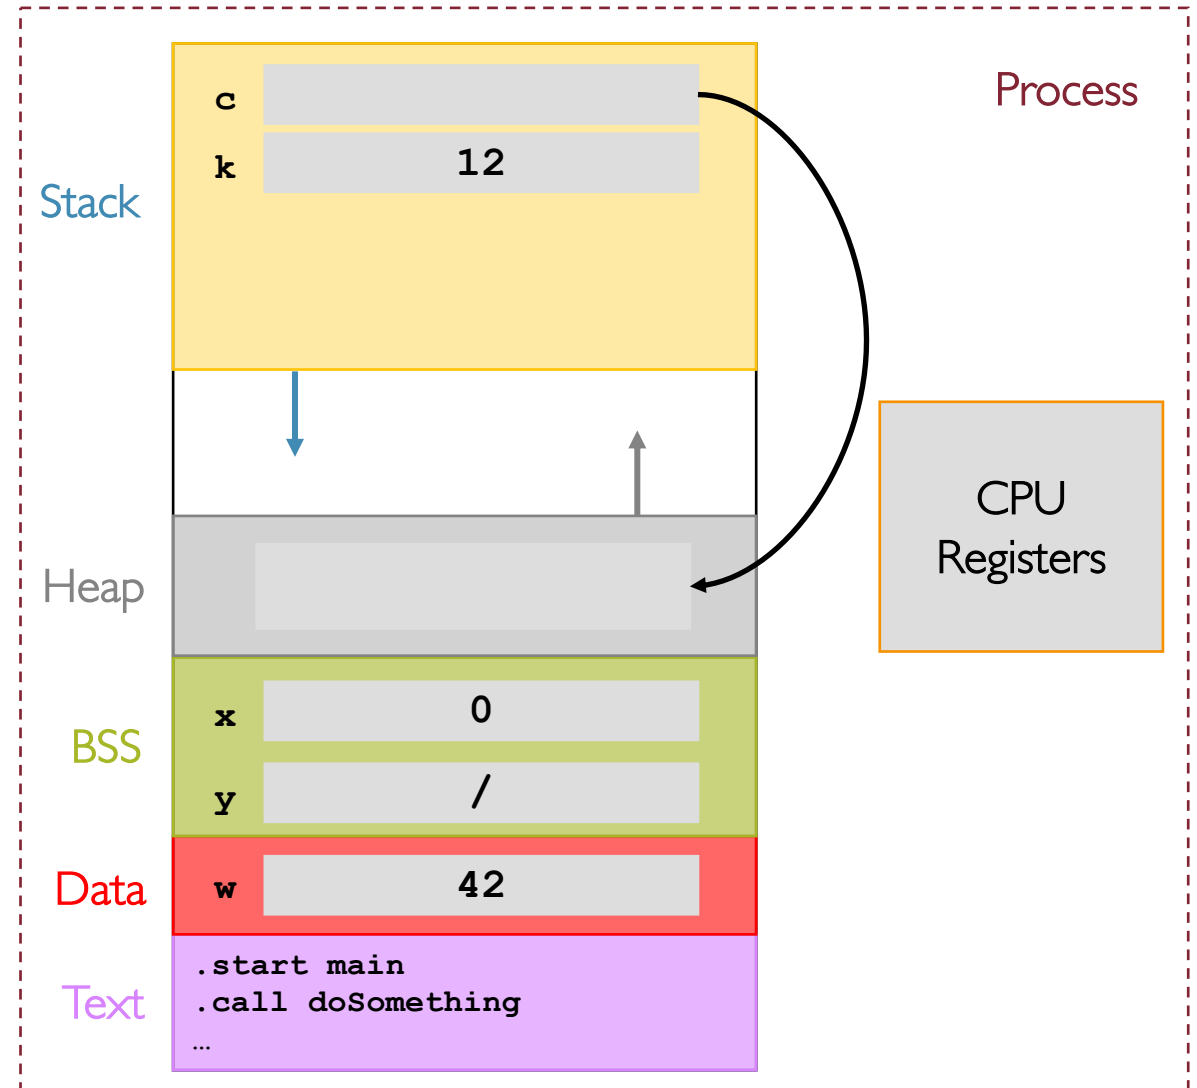 Process
c
k 12
Stack
CPU
Registers
Heap
x 0
BSS
y /
Data w 42
.start main
.call doSomething
Text
…